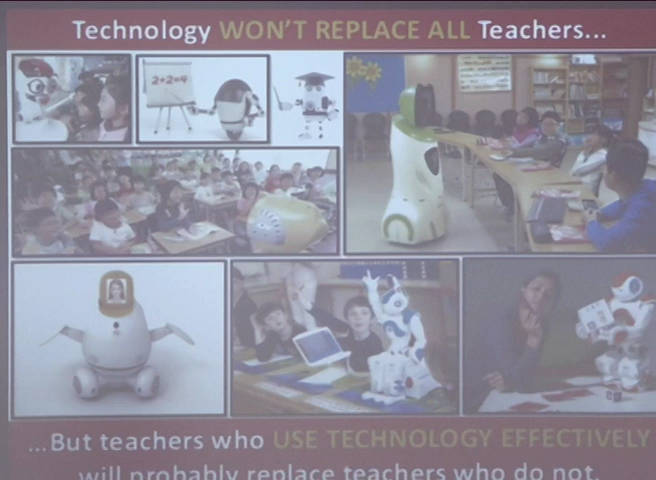 Technology WON'T REPLACE ALL Teachers...
2+2=4
...But teachers who USE TECHNOLOGY EFFECTIVELY
will probably replace teachers who do not.